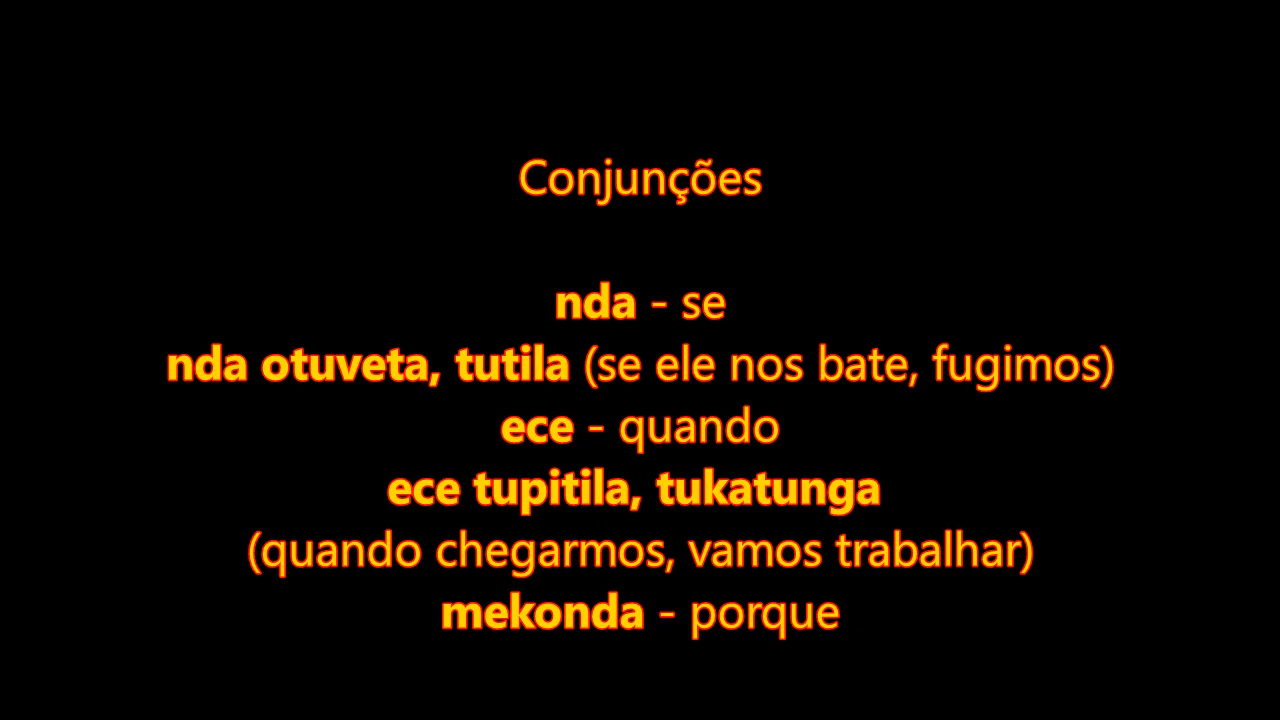 Conjunções
nda - se
nda otuveta, tutila (se ele nos bate, fugimos)
ece - quando
ece tupitila, tukatunga
(quando chegarmos, vamos trabalhar)
mekonda - porque